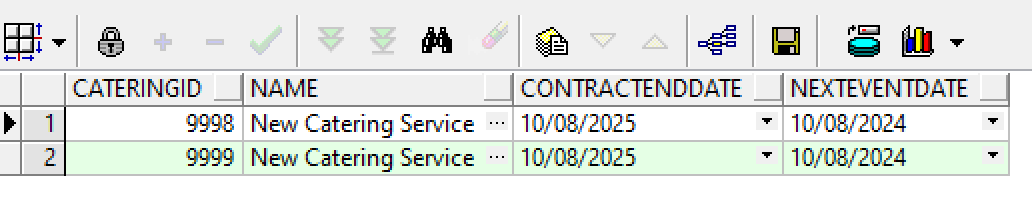 CATERINGID NAME CONTRACTENDDATE NEXTEVENTDATE
1 9998 New Catering Service ... 10/08/2025 10/08/2024
2 9999 New Catering Service ... 10/08/2025 10/08/2024